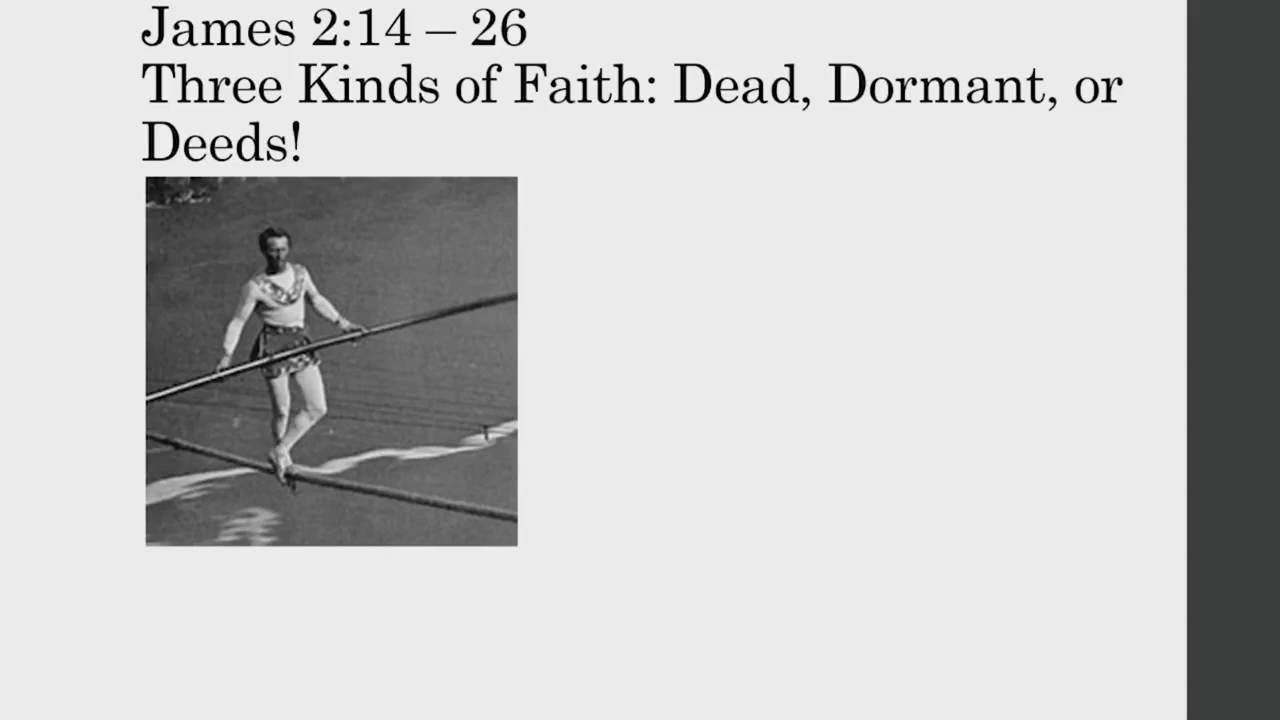 James 2:14 – 26
Three Kinds of Faith: Dead, Dormant, or
Deeds!